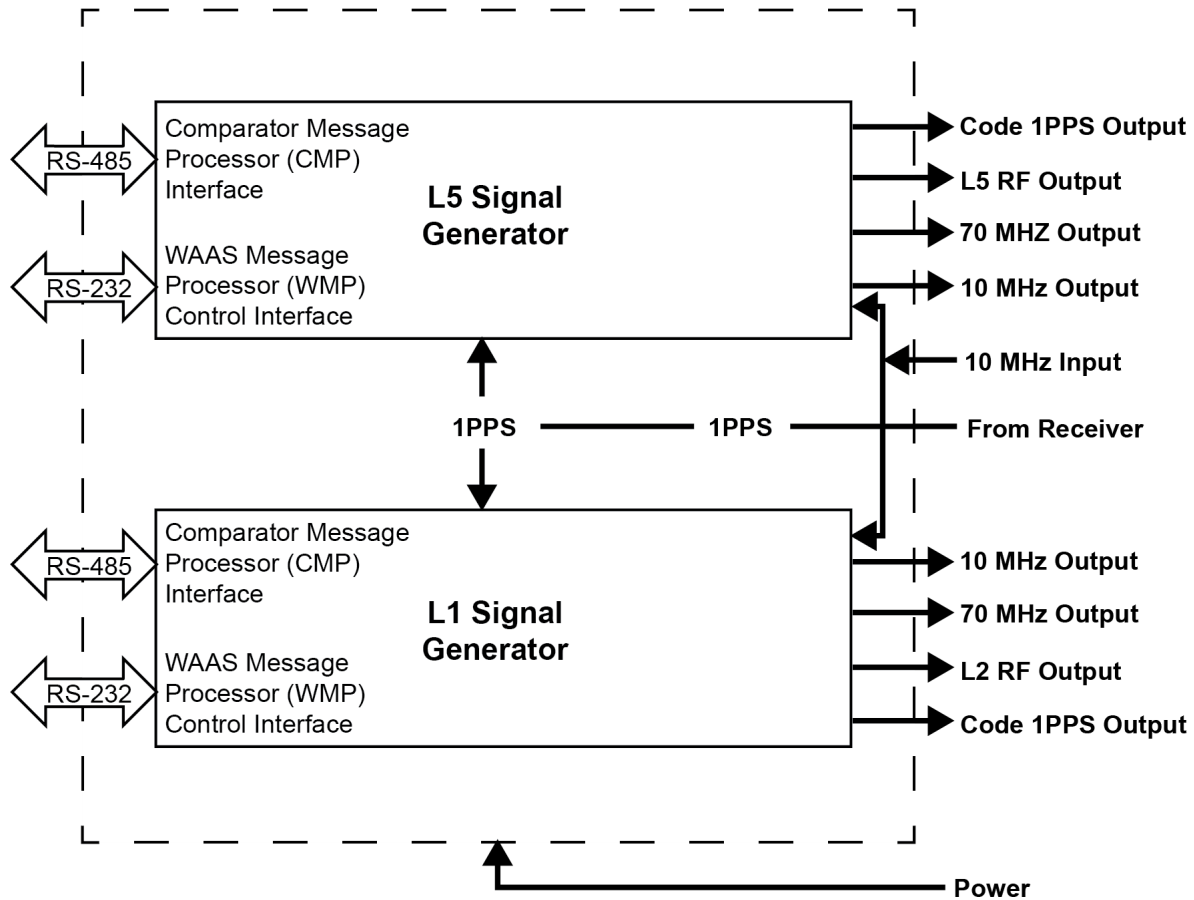 RS-485
Comparator Message
Processor (CMP)
Interface
RS-232
WAAS Message
Processor (WMP)
Control Interface
L5 Signal
Generator
Code 1PPS Output
L5 RF Output
70 MHZ Output
10 MHz Output
10 MHz Input
1PPS
1PPS
From Receiver
RS-485
Comparator Message
Processor (CMP)
Interface
RS-232
WAAS Message
Processor (WMP)
Control Interface
L1 Signal
Generator
10 MHz Output
70 MHz Output
L2 RF Output
Code 1PPS Output
Power